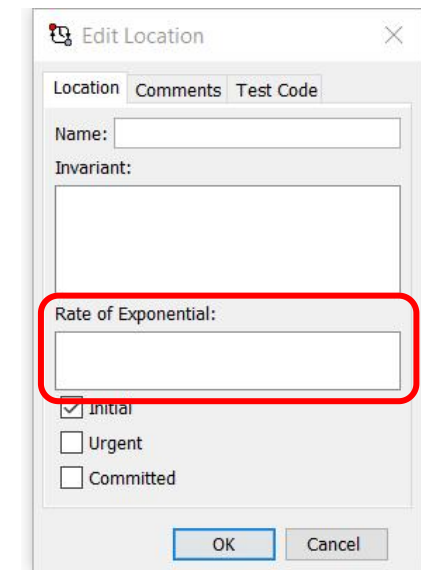 Edit Location
Location Comments Test Code
Name:
Invariant:
Rate of Exponential:
Initial
Urgent
Committed
OK Cancel